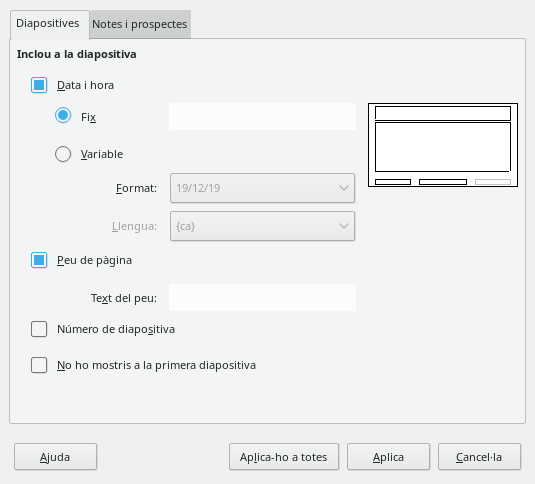 Diapositives Notes i prospectes
Inclou a la diapositiva
Data i hora
Fix
Variable
Format: 19/12/19
Llengua: {ca}
Peu de pàgina
Text del peu:
Número de diapositiva
No ho mostris a la primera diapositiva
Ajuda Aplica-ho a totes Aplica Cancel·la